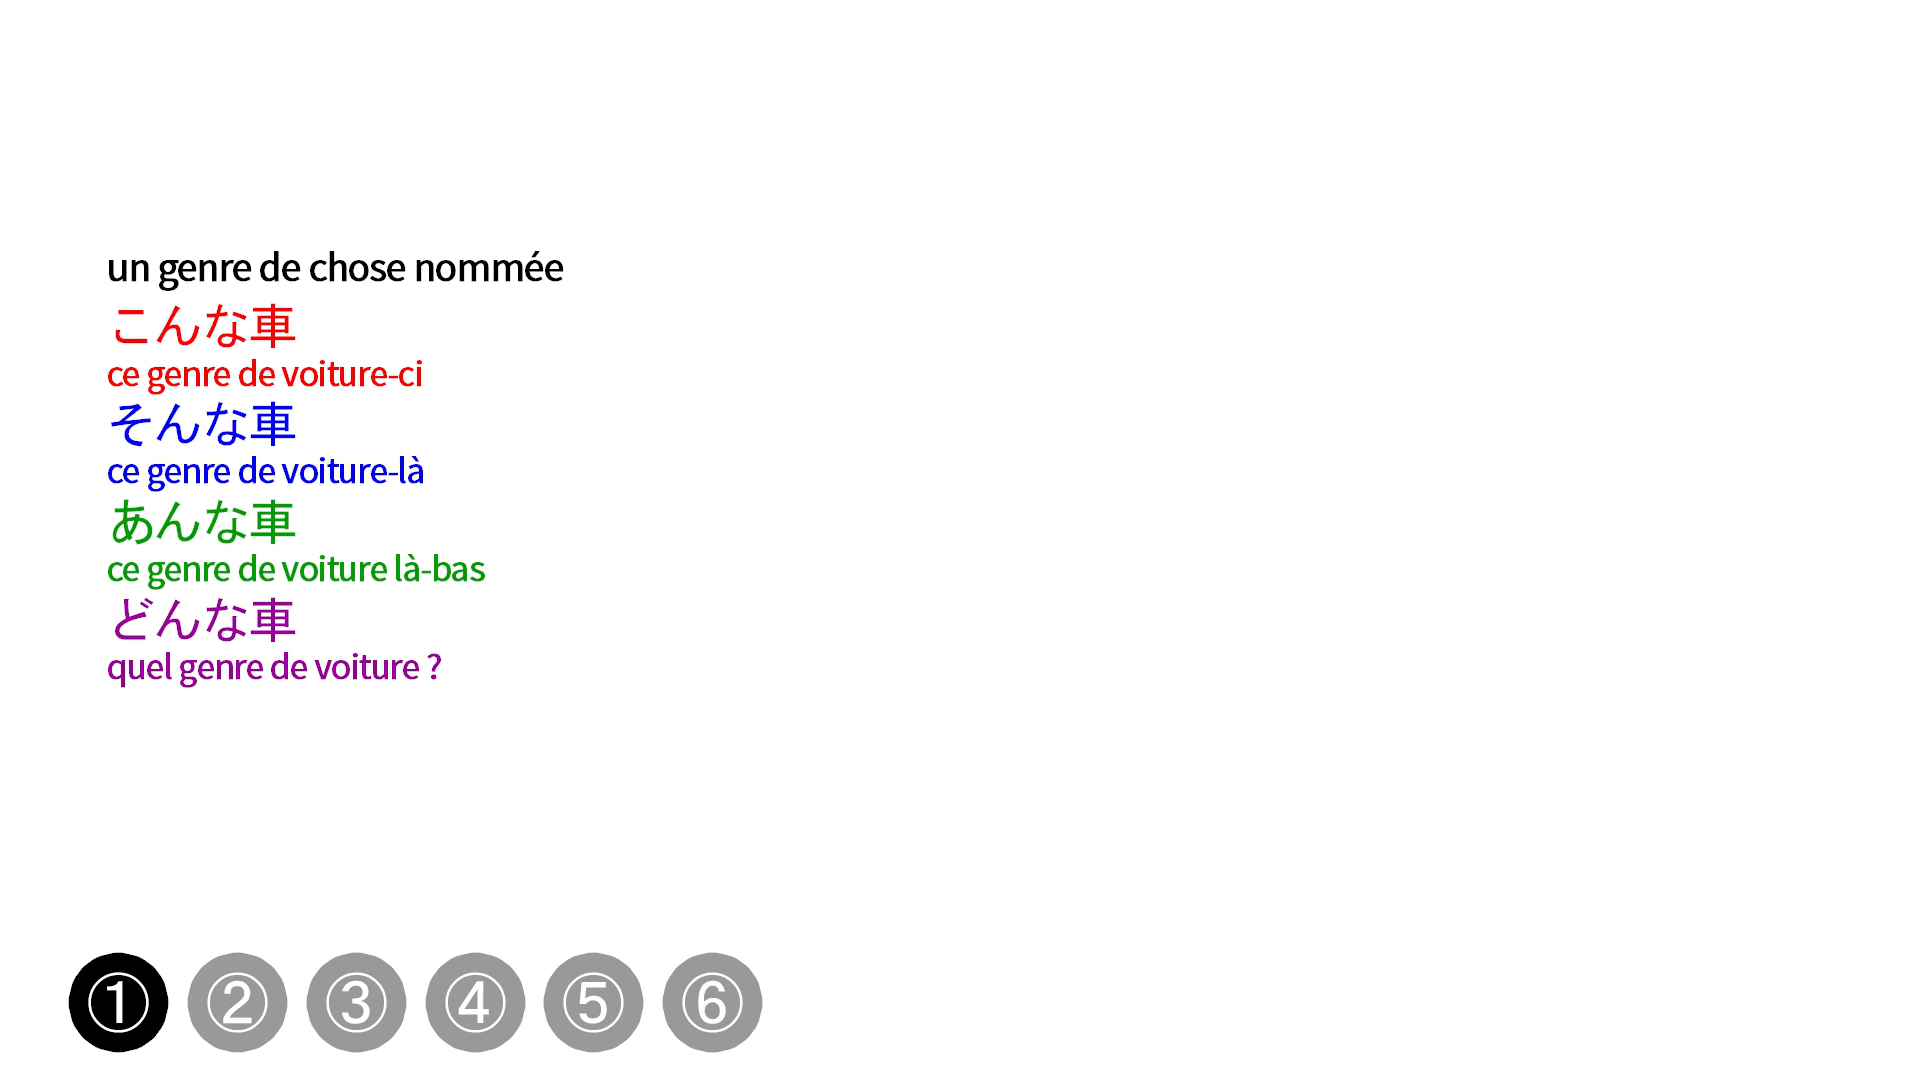 un genre de chose nommée
こんな車
ce genre de voiture-ci
そんな車
ce genre de voiture-là
あんな車
ce genre de voiture là-bas
どんな車
quel genre de voiture ?
① ② ③ ④ ⑤ ⑥